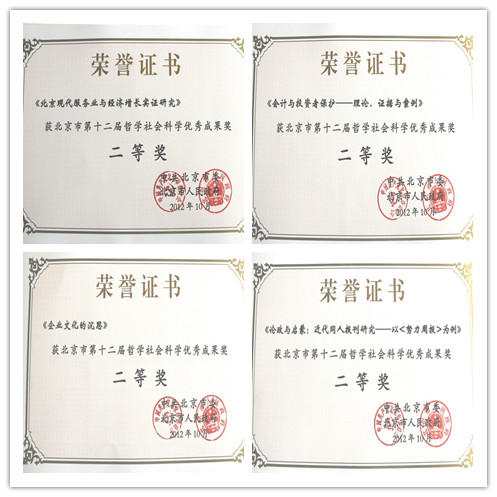 荣誉证书
《北京现代服务业与经济增长实证研究》
获北京市第十二届哲学社会科学优秀成果奖
二等奖
中共北京市委
北京市人民政府
2012年10月
荣誉证书
《会计与投资者保护——理论、证据与案例》
获北京市第十二届哲学社会科学优秀成果奖
二等奖
中共北京市委
北京市人民政府
2012年10月
荣誉证书
《企业文化的沉思》
获北京市第十二届哲学社会科学优秀成果奖
二等奖
中共北京市委
北京市人民政府
2012年10月
荣誉证书
《论政与启蒙：近代同人报刊研究——以<努力周报>为例》
获北京市第十二届哲学社会科学优秀成果奖
二等奖
中共北京市委
北京市人民政府
2012年10月